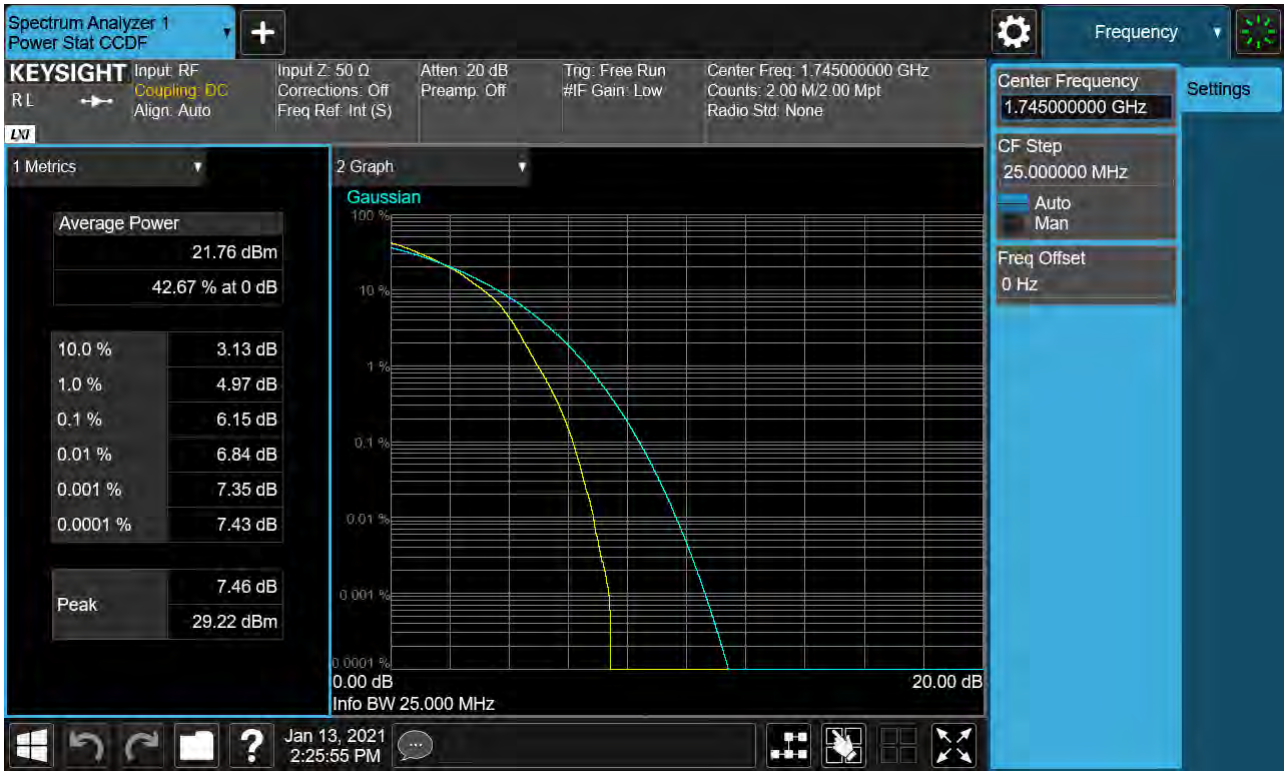 Spectrum Analyzer 1
Power Stat CCDF
Frequency
KEYSIGHT
R L
LXI
Input: RF
Coupling: DC
Align: Auto
Input Z: 50 Ω
Corrections: Off
Freq Ref: Int (S)
Atten: 20 dB
Preamp: Off
Trig: Free Run
#IF Gain: Low
Center Freq: 1.745000000 GHz
Counts: 2.00 M/2.00 Mpt
Radio Std: None
Center Frequency
1.745000000 GHz
Settings
CF Step
25.000000 MHz
Auto
Man
Freq Offset
0 Hz
1 Metrics
Average Power
21.76 dBm
42.67 % at 0 dB
10.0 % 3.13 dB
1.0 % 4.97 dB
0.1 % 6.15 dB
0.01 % 6.84 dB
0.001 % 7.35 dB
0.0001 % 7.43 dB
Peak
7.46 dB
29.22 dBm
2 Graph
Gaussian
100 %
10 %
1 %
0.1 %
0.01 %
0.001 %
0.0001 %
0.00 dB
20.00 dB
Info BW 25.000 MHz
?
Jan 13, 2021
2:25:55 PM